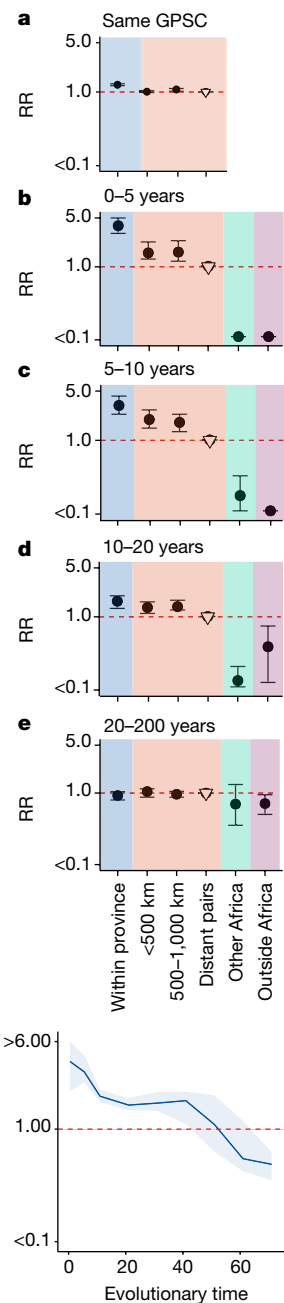 a Same GPSC
5.0
1.0
<0.1
RR
b 0–5 years
5.0
1.0
<0.1
RR
c 5–10 years
5.0
1.0
<0.1
RR
d 10–20 years
5.0
1.0
<0.1
RR
e 20–200 years
5.0
1.0
<0.1
RR
Within province
<500 km
500–1,000 km
Distant pairs
Other Africa
Outside Africa
>6.00
1.00
<0.1
0 20 40 60
Evolutionary time